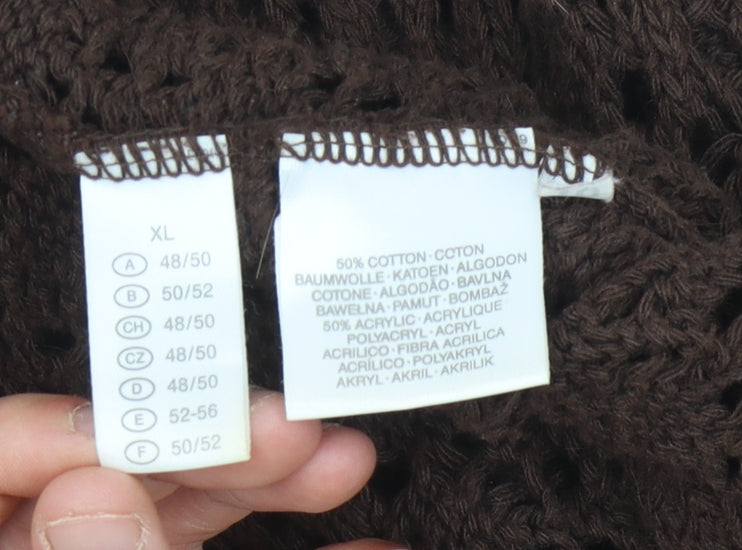 XL
A 48/50
B 50/52
CH 48/50
CZ 48/50
D 48/50
E 52-56
F 50/52
50% COTTON · COTON
BAUMWOLLE · KATOEN · ALGODON
COTONE · ALGODÃO · BAVLNA
BAWEŁNA · PAMUT · BOMBAŽ
50% ACRYLIC · ACRYLIQUE
POLYACRYL · ACRYL
ACRILICO · FIBRA ACRILICA
ACRÍLICO · POLYAKRYL
AKRYL · AKRIL · AKRILIK